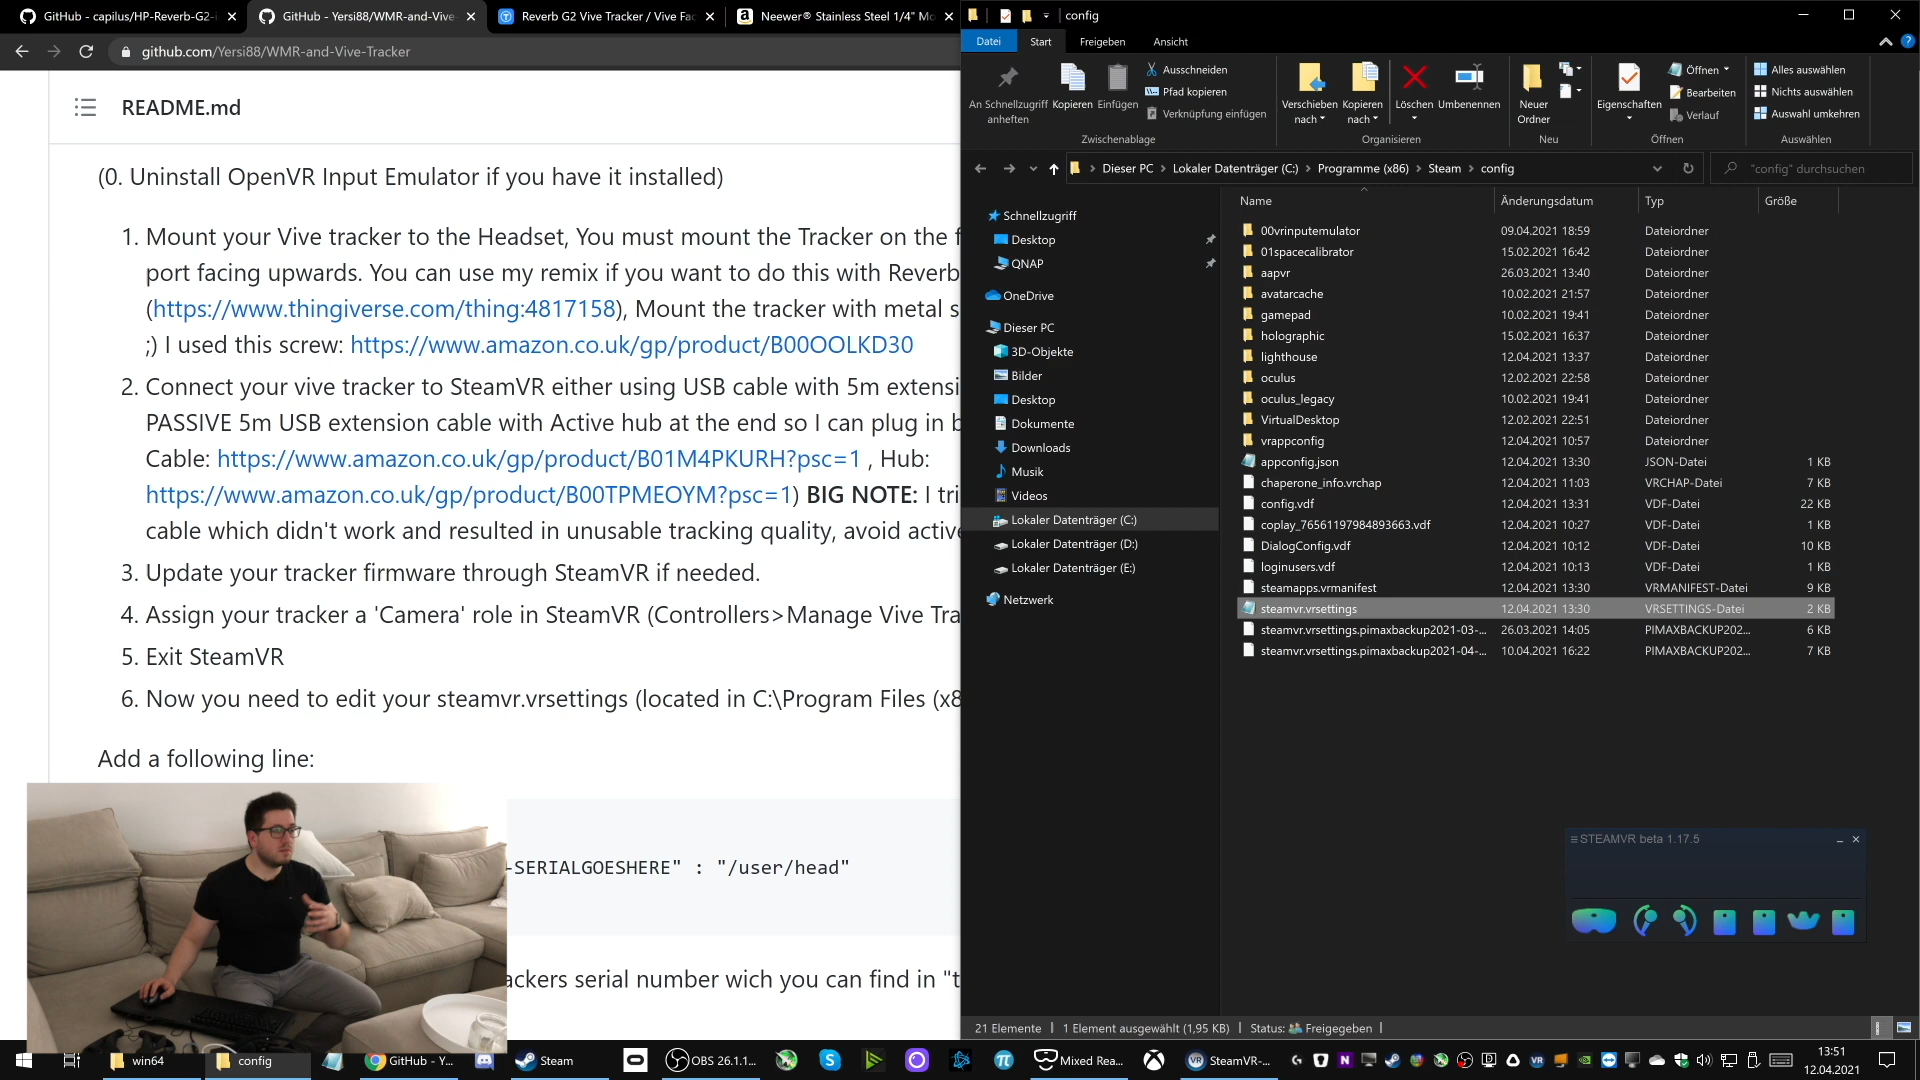 GitHub - capilus/HP-Reverb-G2-i
GitHub - Yersi88/WMR-and-Vive-
Reverb G2 Vive Tracker / Vive Fac
Neewer® Stainless Steel 1/4" Mo
config
Datei
Start
Freigeben
Ansicht
github.com/Yersi88/WMR-and-Vive-Tracker
An Schnellzugriff anheften
Kopieren
Einfügen
Ausschneiden
Pfad kopieren
Verknüpfung einfügen
Zwischenablage
Verschieben nach
Kopieren nach
Löschen
Umbenennen
Organisieren
Neuer Ordner
Neu
Eigenschaften
Öffnen
Bearbeiten
Verlauf
Öffnen
Alles auswählen
Nichts auswählen
Auswahl umkehren
Auswählen
Dieser PC > Lokaler Datenträger (C:) > Programme (x86) > Steam > config
"config" durchsuchen
README.md
(0. Uninstall OpenVR Input Emulator if you have it installed)
1. Mount your Vive tracker to the Headset, You must mount the Tracker on the f
port facing upwards. You can use my remix if you want to do this with Reverb
(https://www.thingiverse.com/thing:4817158), Mount the tracker with metal s
;) I used this screw: https://www.amazon.co.uk/gp/product/B00OOLKD30
2. Connect your vive tracker to SteamVR either using USB cable with 5m extensi
PASSIVE 5m USB extension cable with Active hub at the end so I can plug in b
Cable: https://www.amazon.co.uk/gp/product/B01M4PKURH?psc=1 , Hub:
https://www.amazon.co.uk/gp/product/B00TPMEOYM?psc=1) BIG NOTE: I tri
cable which didn't work and resulted in unusable tracking quality, avoid activ
3. Update your tracker firmware through SteamVR if needed.
4. Assign your tracker a 'Camera' role in SteamVR (Controllers>Manage Vive Tra
5. Exit SteamVR
6. Now you need to edit your steamvr.vrsettings (located in C:\Program Files (x8
Add a following line:
-SERIALGOESHERE" : "/user/head"
ackers serial number wich you can find in "t
Schnellzugriff
Desktop
QNAP
OneDrive
Dieser PC
3D-Objekte
Bilder
Desktop
Dokumente
Downloads
Musik
Videos
Lokaler Datenträger (C:)
Lokaler Datenträger (D:)
Lokaler Datenträger (E:)
Netzwerk
Name Änderungsdatum Typ Größe
00vrinputemulator 09.04.2021 18:59 Dateiordner
01spacecalibrator 15.02.2021 16:42 Dateiordner
aapvr 26.03.2021 13:40 Dateiordner
avatarcache 10.02.2021 21:57 Dateiordner
gamepad 10.02.2021 19:41 Dateiordner
holographic 15.02.2021 16:37 Dateiordner
lighthouse 12.04.2021 13:37 Dateiordner
oculus 12.02.2021 22:58 Dateiordner
oculus_legacy 10.02.2021 19:41 Dateiordner
VirtualDesktop 12.02.2021 22:51 Dateiordner
vrappconfig 12.04.2021 10:57 Dateiordner
appconfig.json 12.04.2021 13:30 JSON-Datei 1 KB
chaperone_info.vrchap 12.04.2021 11:03 VRCHAP-Datei 7 KB
config.vdf 12.04.2021 13:31 VDF-Datei 22 KB
coplay_76561197984893663.vdf 12.04.2021 10:27 VDF-Datei 1 KB
DialogConfig.vdf 12.04.2021 10:12 VDF-Datei 10 KB
loginusers.vdf 12.04.2021 10:13 VDF-Datei 1 KB
steamapps.vrmanifest 12.04.2021 13:30 VRMANIFEST-Datei 9 KB
steamvr.vrsettings 12.04.2021 13:30 VRSETTINGS-Datei 2 KB
steamvr.vrsettings.pimaxbackup2021-03-... 26.03.2021 14:05 PIMAXBACKUP202... 6 KB
steamvr.vrsettings.pimaxbackup2021-04-... 10.04.2021 16:22 PIMAXBACKUP202... 7 KB
STEAMVR beta 1.17.5
21 Elemente | 1 Element ausgewählt (1,95 KB) | Status: Freigegeben |
win64
config
GitHub - Y...
Steam
OBS 26.1.1...
Mixed Rea...
SteamVR-...
13:51
12.04.2021